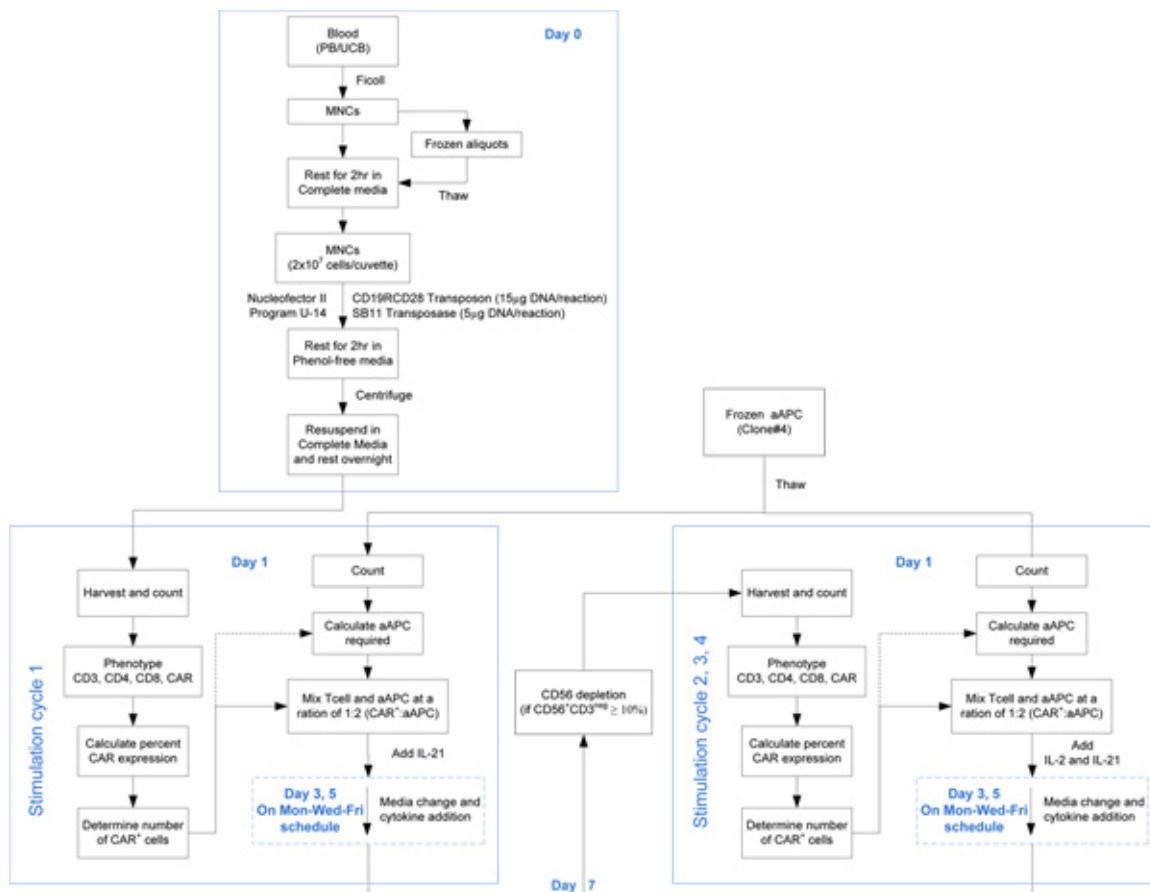 Day 0
Blood
(PB/UCB)
Ficoll
MNCs
Frozen aliquots
Rest for 2hr in
Complete media
Thaw
MNCs
(2x10⁷ cells/cuvette)
Nucleofector II
Program U-14
CD19RCD28 Transposon (15µg DNA/reaction)
SB11 Transposase (5µg DNA/reaction)
Rest for 2hr in
Phenol-free media
Centrifuge
Resuspend in
Complete Media
and rest overnight
Frozen aAPC
(Clone#4)
Thaw
Stimulation cycle 1
Day 1
Harvest and count
Phenotype
CD3, CD4, CD8, CAR
Calculate percent
CAR expression
Determine number
of CAR⁺ cells
Count
Calculate aAPC
required
Mix Tcell and aAPC at a
ration of 1:2 (CAR⁺:aAPC)
Add IL-21
Day 3, 5
On Mon-Wed-Fri
schedule
Media change and
cytokine addition
CD56 depletion
(if CD56⁺CD3ⁿᵉᵍ ≥ 10%)
Day 7
Stimulation cycle 2, 3, 4
Day 1
Harvest and count
Phenotype
CD3, CD4, CD8, CAR
Calculate percent
CAR expression
Determine number
of CAR⁺ cells
Count
Calculate aAPC
required
Mix Tcell and aAPC at a
ration of 1:2 (CAR⁺:aAPC)
Add
IL-2 and IL-21
Day 3, 5
On Mon-Wed-Fri
schedule
Media change and
cytokine addition